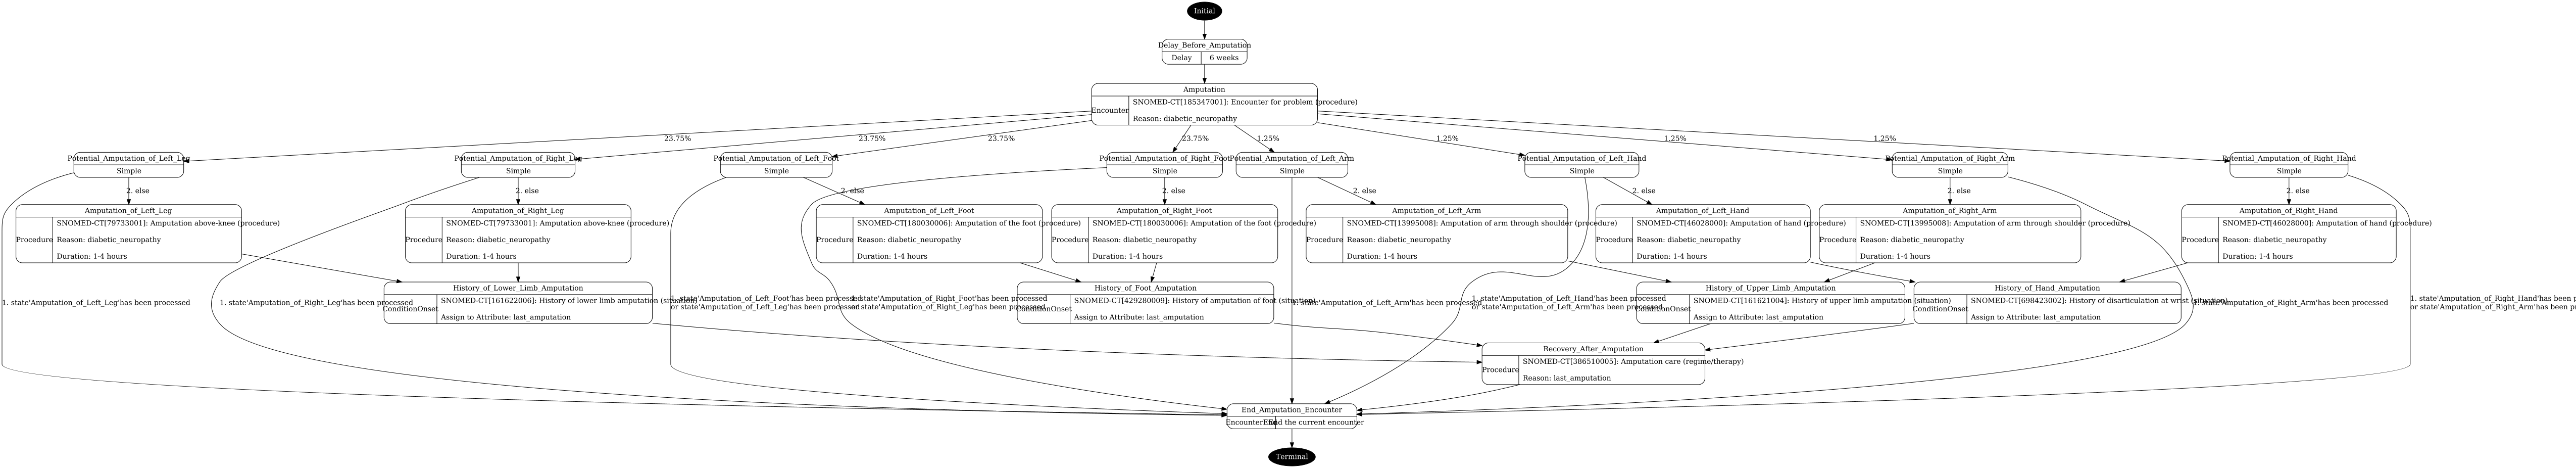 Initial
Delay_Before_Amputation
Delay 6 weeks
Amputation
Encounter
SNOMED-CT[185347001]: Encounter for problem (procedure)
Reason: diabetic_neuropathy
23.75%
23.75%
23.75%
23.75%
1.25%
1.25%
1.25%
1.25%
Potential_Amputation_of_Left_Leg
Simple
Potential_Amputation_of_Right_Leg
Simple
Potential_Amputation_of_Left_Foot
Simple
Potential_Amputation_of_Right_Foot
Simple
Potential_Amputation_of_Left_Arm
Simple
Potential_Amputation_of_Left_Hand
Simple
Potential_Amputation_of_Right_Arm
Simple
Potential_Amputation_of_Right_Hand
Simple
2. else
2. else
2. else
2. else
2. else
2. else
2. else
2. else
Amputation_of_Left_Leg
Procedure
SNOMED-CT[79733001]: Amputation above-knee (procedure)
Reason: diabetic_neuropathy
Duration: 1-4 hours
Amputation_of_Right_Leg
Procedure
SNOMED-CT[79733001]: Amputation above-knee (procedure)
Reason: diabetic_neuropathy
Duration: 1-4 hours
Amputation_of_Left_Foot
Procedure
SNOMED-CT[180030006]: Amputation of the foot (procedure)
Reason: diabetic_neuropathy
Duration: 1-4 hours
Amputation_of_Right_Foot
Procedure
SNOMED-CT[180030006]: Amputation of the foot (procedure)
Reason: diabetic_neuropathy
Duration: 1-4 hours
Amputation_of_Left_Arm
Procedure
SNOMED-CT[13995008]: Amputation of arm through shoulder (procedure)
Reason: diabetic_neuropathy
Duration: 1-4 hours
Amputation_of_Left_Hand
Procedure
SNOMED-CT[46028000]: Amputation of hand (procedure)
Reason: diabetic_neuropathy
Duration: 1-4 hours
Amputation_of_Right_Arm
Procedure
SNOMED-CT[13995008]: Amputation of arm through shoulder (procedure)
Reason: diabetic_neuropathy
Duration: 1-4 hours
Amputation_of_Right_Hand
Procedure
SNOMED-CT[46028000]: Amputation of hand (procedure)
Reason: diabetic_neuropathy
Duration: 1-4 hours
1. state'Amputation_of_Left_Leg'has been processed
1. state'Amputation_of_Right_Leg'has been processed
History_of_Lower_Limb_Amputation
ConditionOnset
SNOMED-CT[161622006]: History of lower limb amputation (situation)
Assign to Attribute: last_amputation
1. state'Amputation_of_Left_Foot'has been processed
or state'Amputation_of_Left_Leg'has been processed
1. state'Amputation_of_Right_Foot'has been processed
or state'Amputation_of_Right_Leg'has been processed
History_of_Foot_Amputation
ConditionOnset
SNOMED-CT[429280009]: History of amputation of foot (situation)
Assign to Attribute: last_amputation
1. state'Amputation_of_Left_Arm'has been processed
1. state'Amputation_of_Left_Hand'has been processed
or state'Amputation_of_Left_Arm'has been processed
History_of_Upper_Limb_Amputation
ConditionOnset
SNOMED-CT[161621004]: History of upper limb amputation (situation)
Assign to Attribute: last_amputation
History_of_Hand_Amputation
ConditionOnset
SNOMED-CT[698423002]: History of disarticulation at wrist (situation)
Assign to Attribute: last_amputation
1. state'Amputation_of_Right_Arm'has been processed
1. state'Amputation_of_Right_Hand'has been
or state'Amputation_of_Right_Arm'has been
Recovery_After_Amputation
Procedure
SNOMED-CT[386510005]: Amputation care (regime/therapy)
Reason: last_amputation
End_Amputation_Encounter
EncounterEnd End the current encounter
Terminal